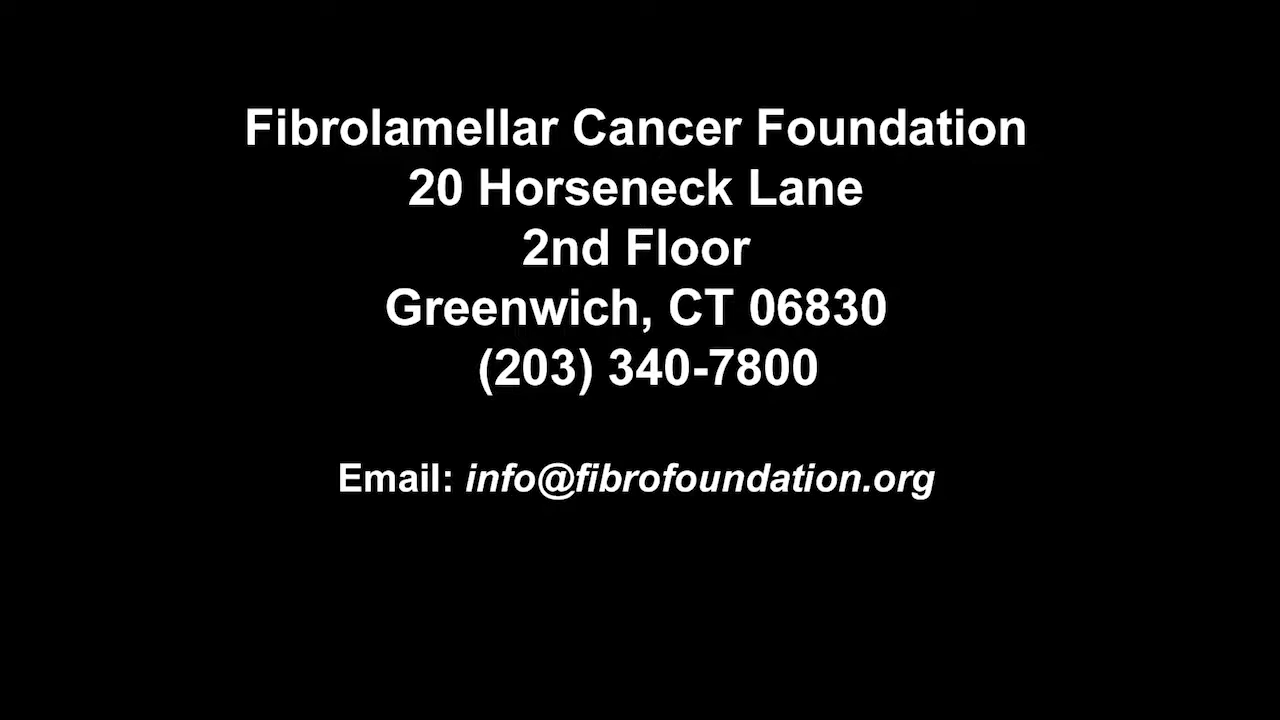 Fibrolamellar Cancer Foundation
20 Horseneck Lane
2nd Floor
Greenwich, CT 06830
(203) 340-7800
Email: info@fibrofoundation.org